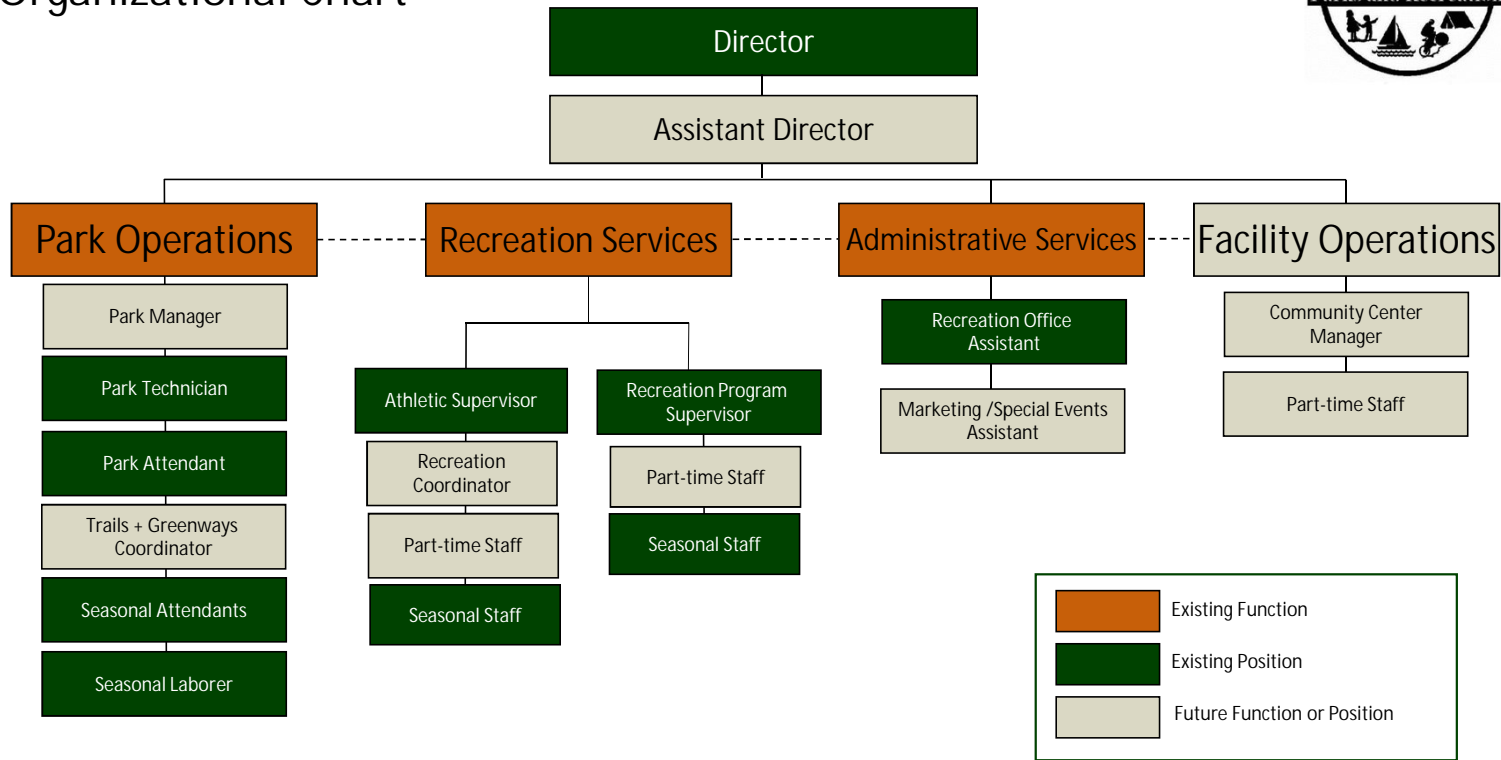 Organizational Chart
Director
Assistant Director
Park Operations
Recreation Services
Administrative Services
Facility Operations
Park Manager
Park Technician
Park Attendant
Trails + Greenways
Coordinator
Seasonal Attendants
Seasonal Laborer
Athletic Supervisor
Recreation
Coordinator
Part-time Staff
Seasonal Staff
Recreation Program
Supervisor
Part-time Staff
Seasonal Staff
Recreation Office
Assistant
Marketing /Special Events
Assistant
Community Center
Manager
Part-time Staff
Existing Function
Existing Position
Future Function or Position